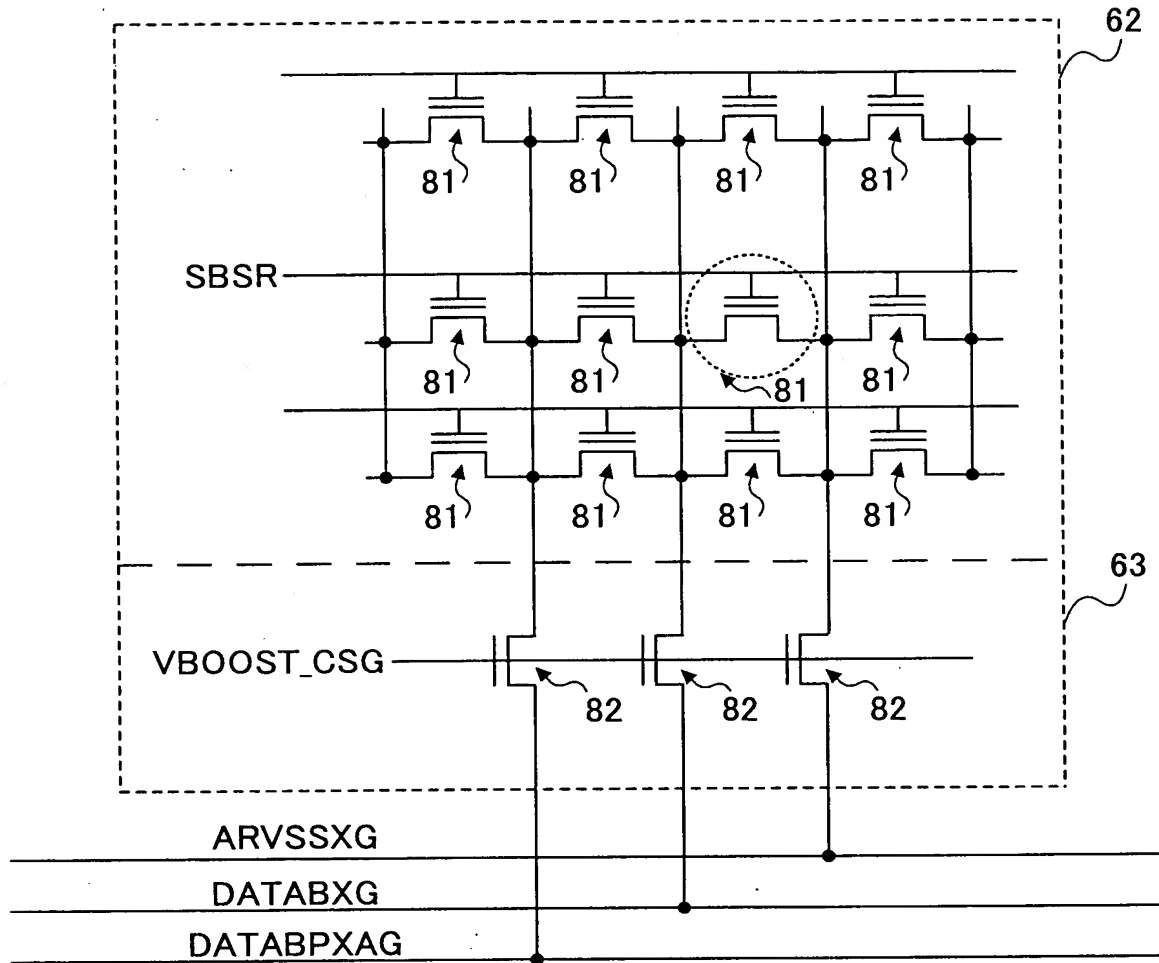 62
81 81 81 81
SBSR
81 81 81 81
81 81 81 81
63
VBOOST_CSG
82 82 82
ARVSSXG
DATABXG
DATABPXAG